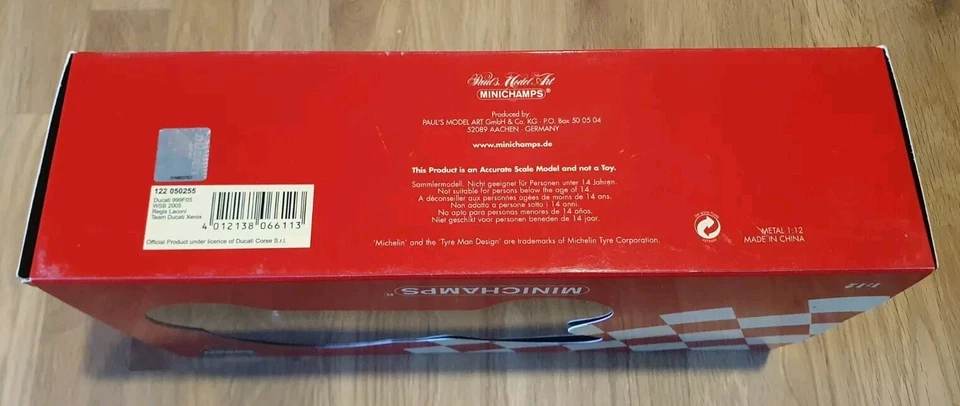 Paul's Model Art
MINICHAMPS®
Produced by:
PAUL'S MODEL ART GmbH & Co. KG · P.O. Box 50 05 04
52089 AACHEN · GERMANY
www.minichamps.de
This Product is an Accurate Scale Model and not a Toy.
Sammlermodell. Nicht geeignet für Personen unter 14 Jahren.
Not suitable for persons below the age of 14.
A déconseiller aux personnes agées de moins de 14 ans.
Non adatto a persone sotto i 14 anni.
No apto para personas menores de 14 años.
Niet geschikt voor personen beneden de 14 jaar.
'Michelin' and the 'Tyre Man Design' are trademarks of Michelin Tyre Corporation.
122 050255
Ducati 999F05
WSB 2005
Regis Laconi
Team Ducati Xerox
4 012138 066113
Official Product under licence of Ducati Corse S.r.l.
METAL 1:12
MADE IN CHINA
MINICHAMPS®
1:12